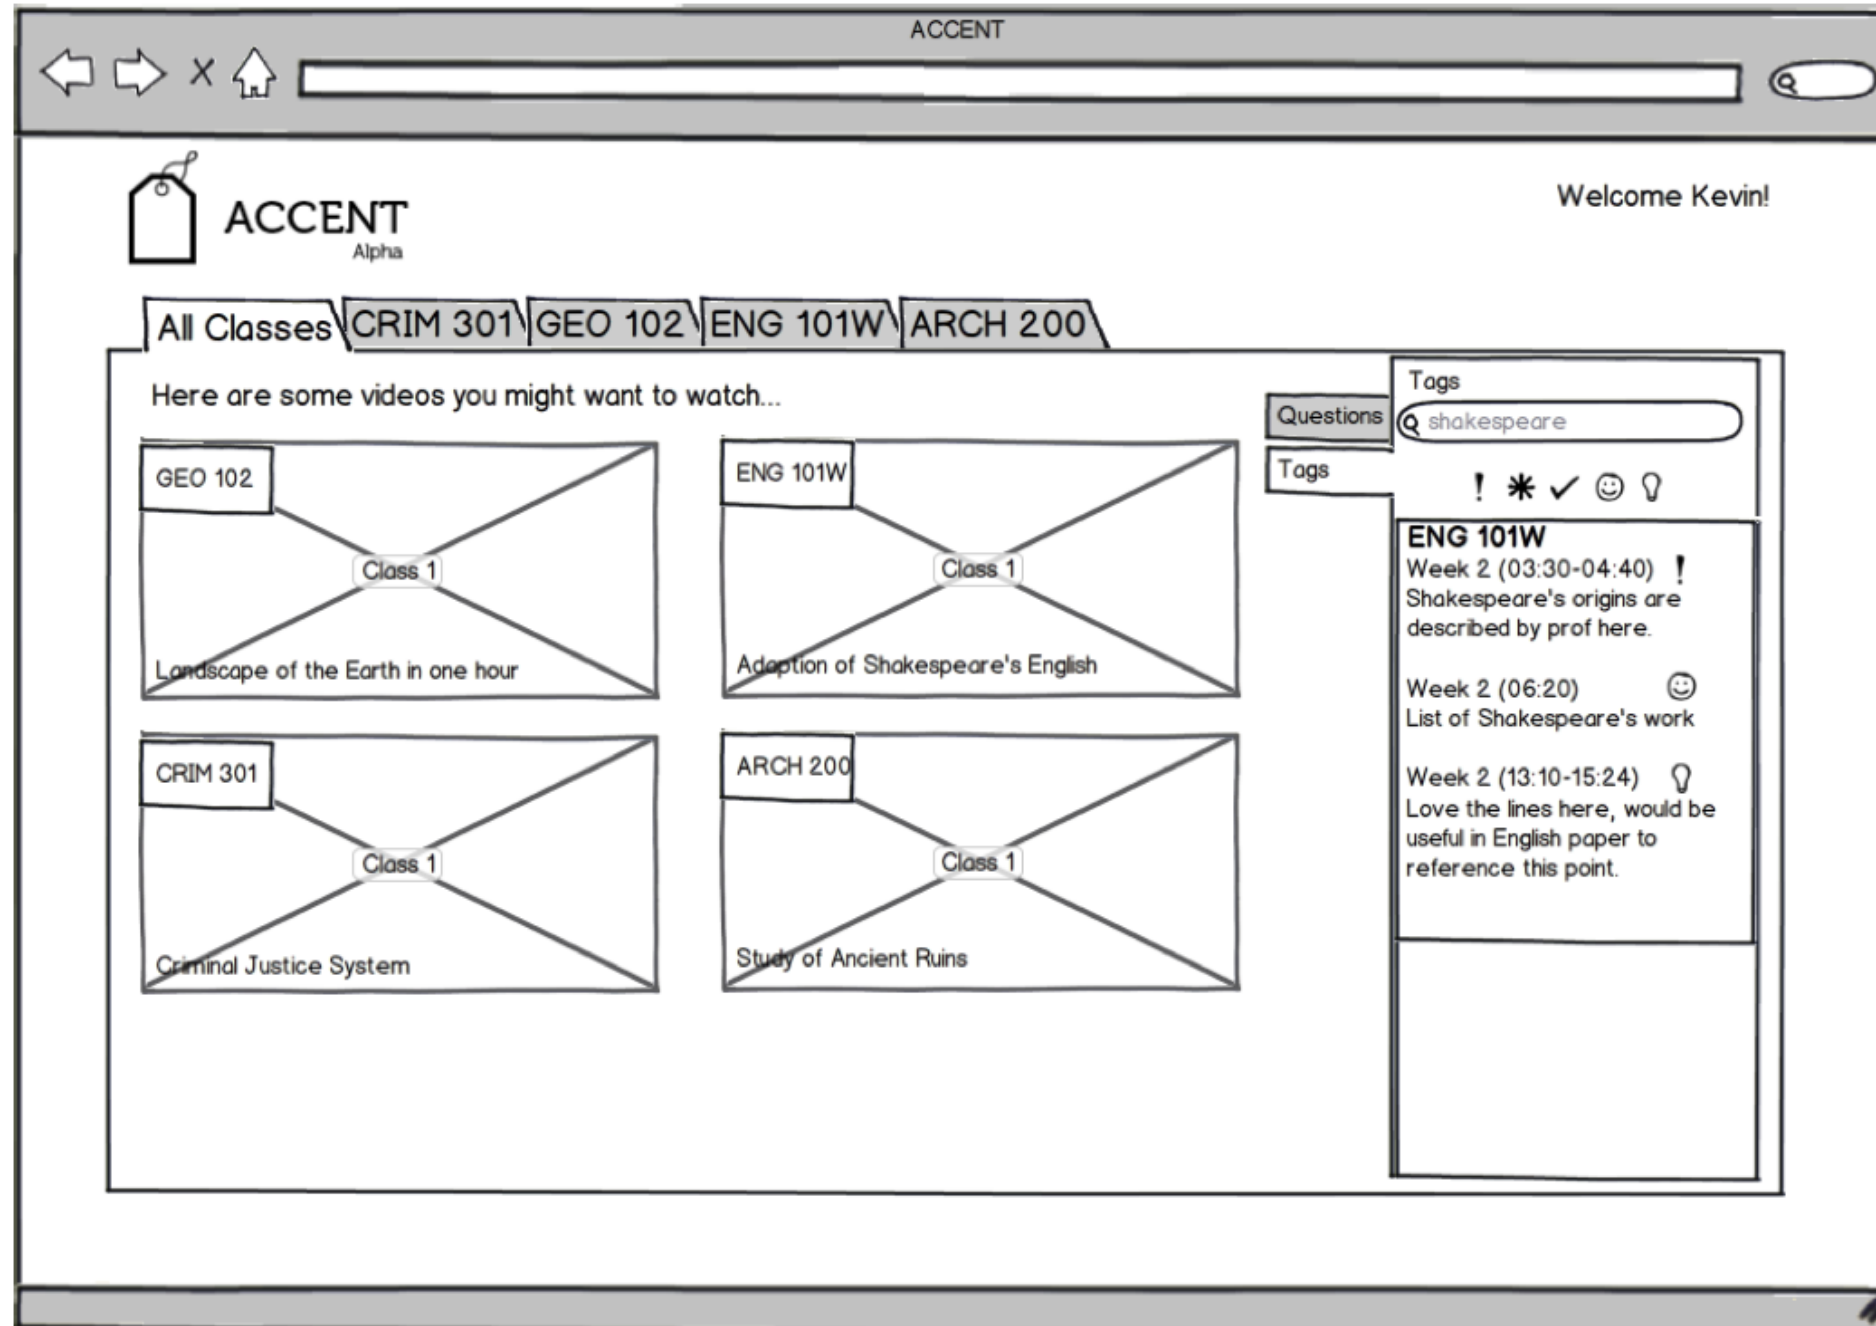 ACCENT
ACCENT
Alpha
Welcome Kevin!
All Classes
CRIM 301
GEO 102
ENG 101W
ARCH 200
Here are some videos you might want to watch...
GEO 102
Class 1
Landscape of the Earth in one hour
ENG 101W
Class 1
Adoption of Shakespeare's English
CRIM 301
Class 1
Criminal Justice System
ARCH 200
Class 1
Study of Ancient Ruins
Questions
Tags
Tags
shakespeare
ENG 101W
Week 2 (03:30-04:40)
Shakespeare's origins are
described by prof here.
Week 2 (06:20)
List of Shakespeare's work
Week 2 (13:10-15:24)
Love the lines here, would be
useful in English paper to
reference this point.